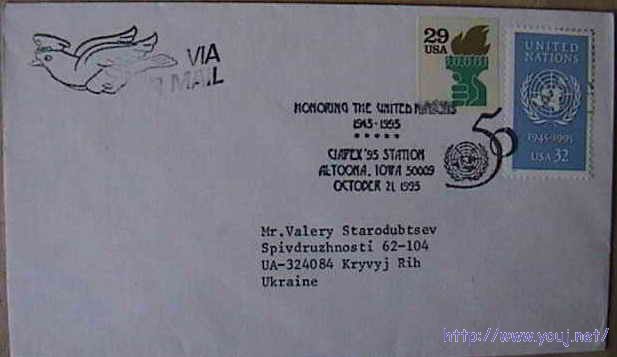 VIA
AIR MAIL
29
USA
UNITED
NATIONS
1945-1995
USA 32
HONORING THE UNITED NATIONS
1945-1995
★★★★★
CIAPEX '95 STATION
ALTOONA, IOWA 50009
OCTOBER 21, 1995
50
Mr.Valery Starodubtsev
Spivdruzhnosti 62-104
UA-324084 Kryvyj Rih
Ukraine
http://www.youj.net/